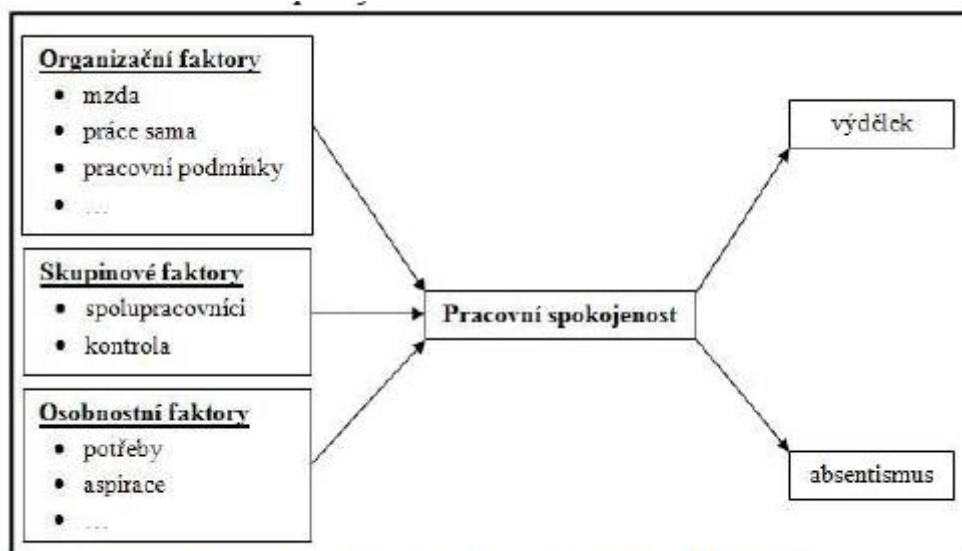 Organizační faktory
• mzda
• práce sama
• pracovní podmínky
• ...
Skupinové faktory
• spolupracovníci
• kontrola
Osobnostní faktory
• potřeby
• aspirace
• ...
Pracovní spokojenost
výdělek
absentismus